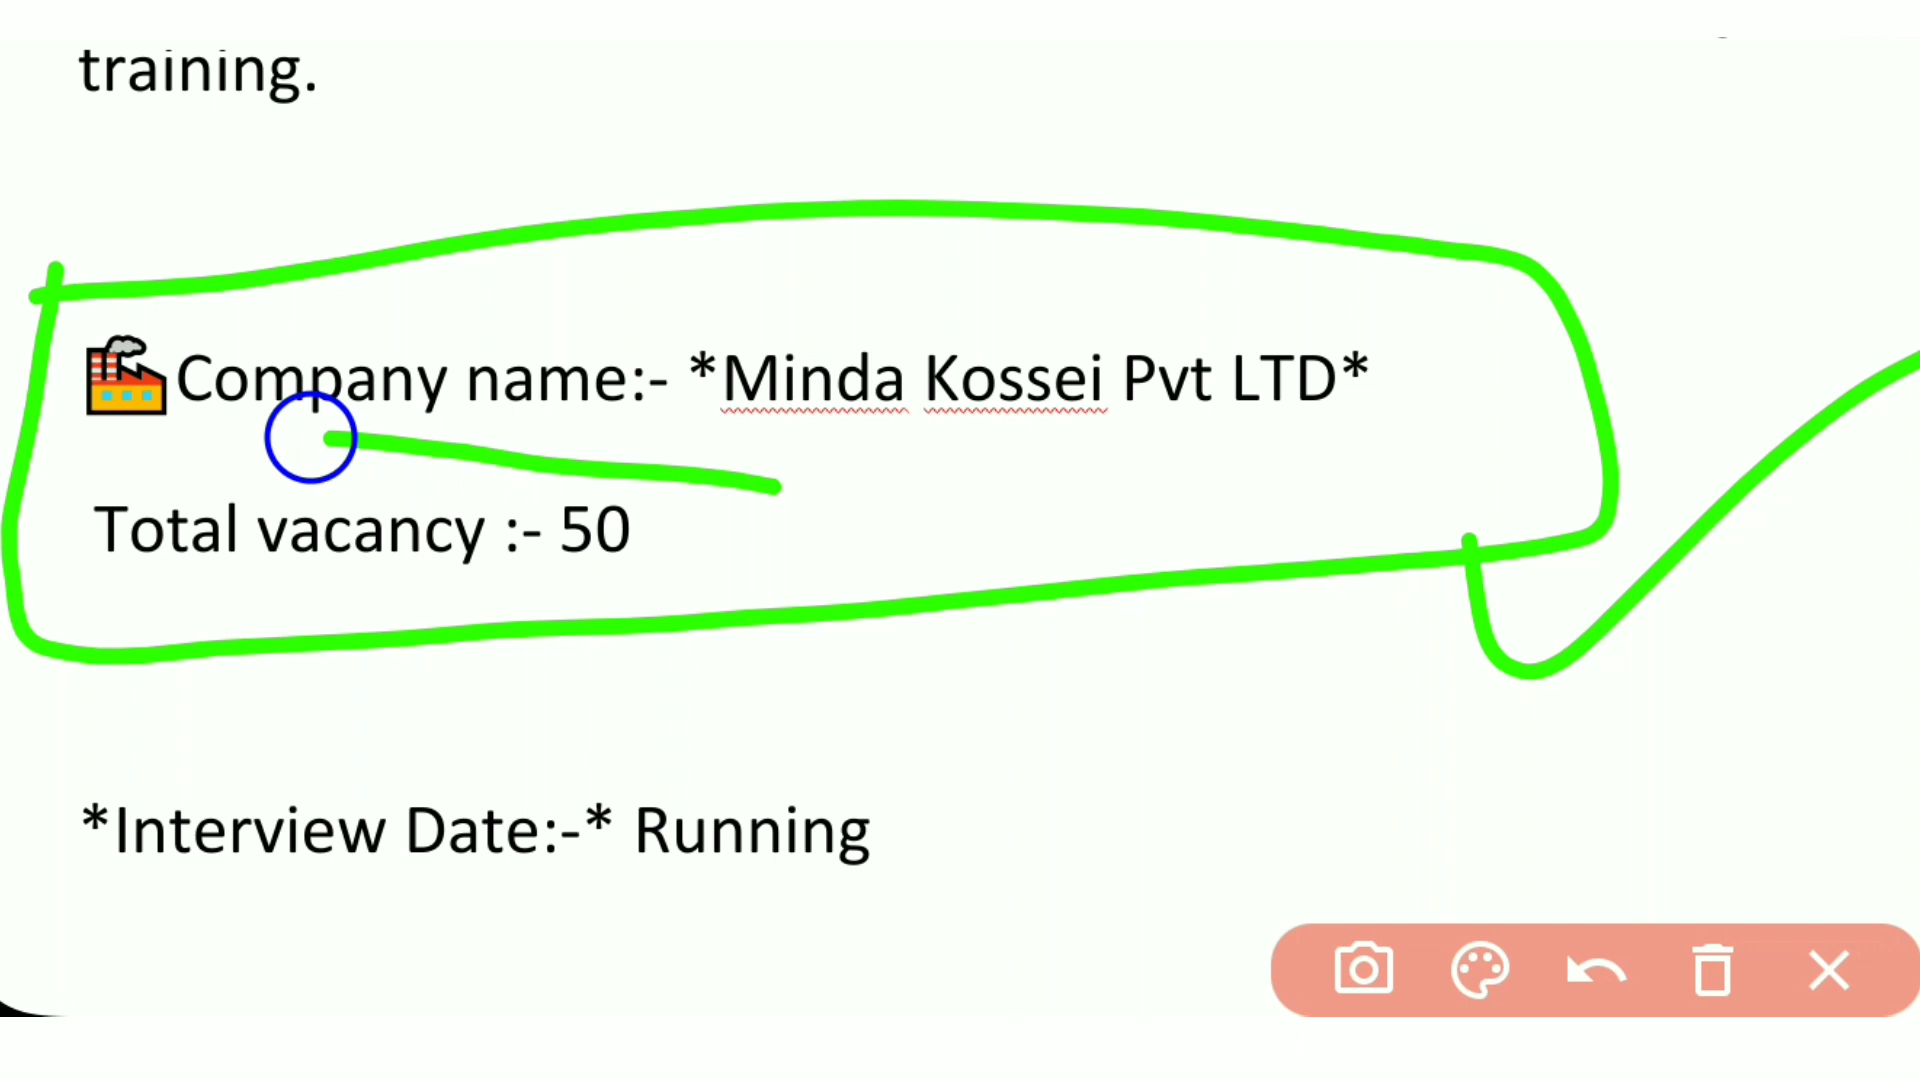 training.
🏭Company name:- *Minda Kossei Pvt LTD*
Total vacancy :- 50
*Interview Date:-* Running